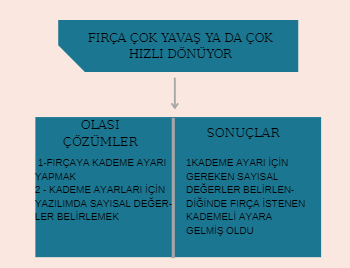 FIRÇA ÇOK YAVAŞ YA DA ÇOK
HIZLI DÖNÜYOR
OLASI
ÇÖZÜMLER
1-FIRÇAYA KADEME AYARI
YAPMAK
2 - KADEME AYARLARI İÇİN
YAZILIMDA SAYISAL DEĞER-
LER BELİRLEMEK
SONUÇLAR
1KADEME AYARI İÇİN
GEREKEN SAYISAL
DEĞERLER BELİRLEN-
DİĞİNDE FIRÇA İSTENEN
KADEMELİ AYARA
GELMİŞ OLDU